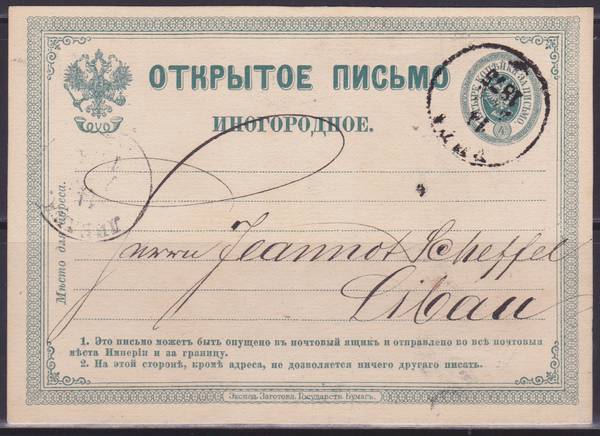 ОТКРЫТОЕ ПИСЬМО
ИНОГОРОДНОЕ.
Мѣсто для адреса.
Herrn Jeannot Scheffel
Libau
1. Это письмо можетъ быть опущено въ почтовый ящикъ и отправлено во всѣ почтовыя
мѣста Имперіи и за границу.
2. На этой сторонѣ, кромѣ адреса, не дозволяется ничего другаго писать.
Экспед. Заготовл. Государств. Бумагъ.